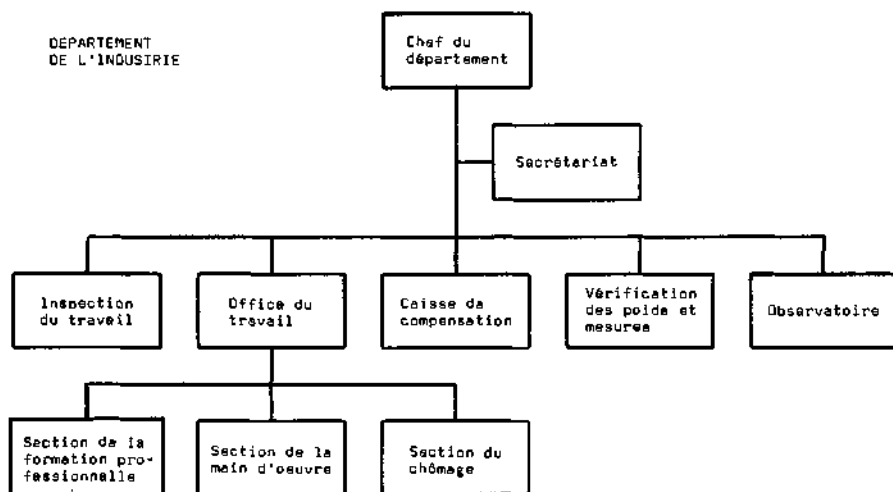 DEPARTEMENT
DE L'INDUSIRIE
Chef du
département
Secrétariat
Inspection
du travail
Office du
travail
Caisse de
compensation
Vérification
des poids et
mesures
Observatoire
Section de la
formation pro-
fessionnelle
Section de la
main d'oeuvre
Section du
chômage